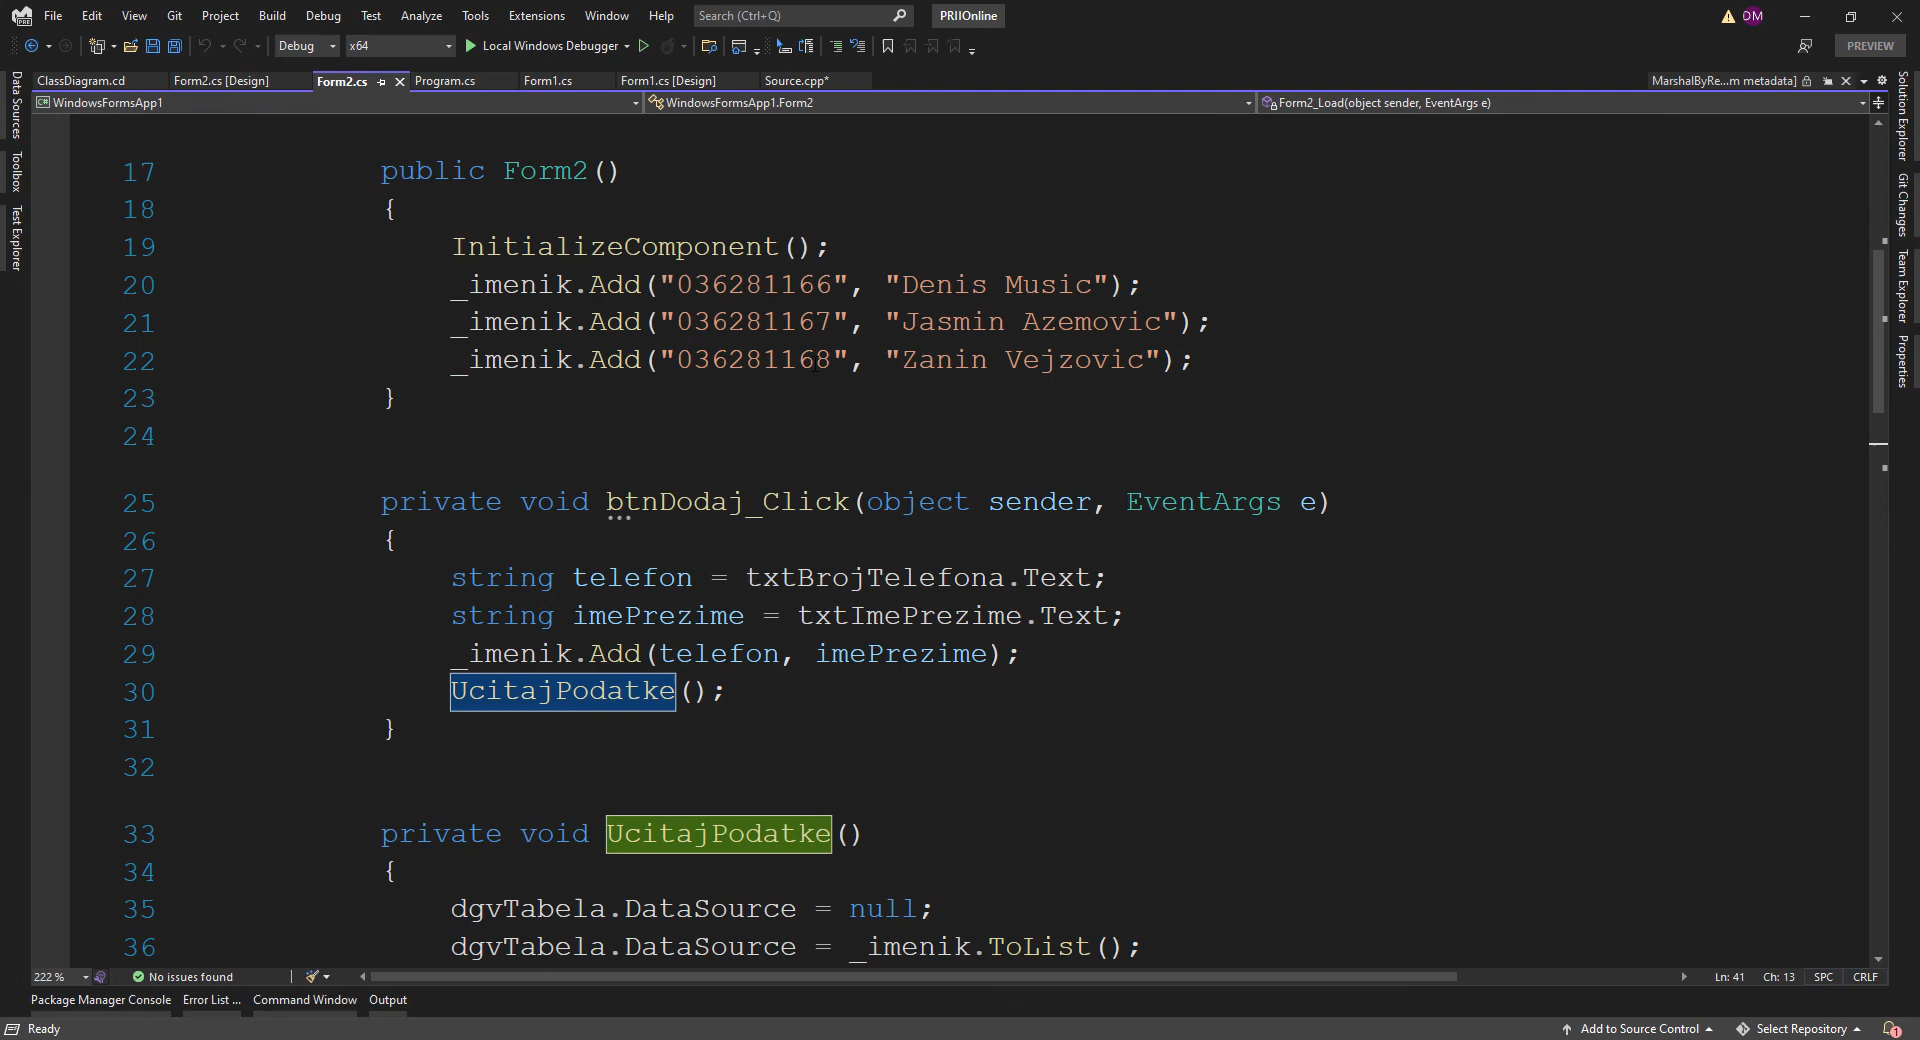 File Edit View Git Project Build Debug Test Analyze Tools Extensions Window Help Search (Ctrl+Q) PRIIOnline DM
Debug x64 Local Windows Debugger PREVIEW
ClassDiagram.cd Form2.cs [Design] Form2.cs Program.cs Form1.cs Form1.cs [Design] Source.cpp* MarshalByRe...m metadata]
WindowsFormsApp1 WindowsFormsApp1.Form2 Form2_Load(object sender, EventArgs e)
Data Sources
Toolbox
Test Explorer
17 public Form2()
18 {
19 InitializeComponent();
20 _imenik.Add("036281166", "Denis Music");
21 _imenik.Add("036281167", "Jasmin Azemovic");
22 _imenik.Add("036281168", "Zanin Vejzovic");
23 }
24
25 private void btnDodaj_Click(object sender, EventArgs e)
26 {
27 string telefon = txtBrojTelefona.Text;
28 string imePrezime = txtImePrezime.Text;
29 _imenik.Add(telefon, imePrezime);
30 UcitajPodatke();
31 }
32
33 private void UcitajPodatke()
34 {
35 dgvTabela.DataSource = null;
36 dgvTabela.DataSource = _imenik.ToList();
Solution Explorer
Git Changes
Team Explorer
Properties
222 % No issues found Ln: 41 Ch: 13 SPC CRLF
Package Manager Console Error List ... Command Window Output
Ready Add to Source Control Select Repository 1